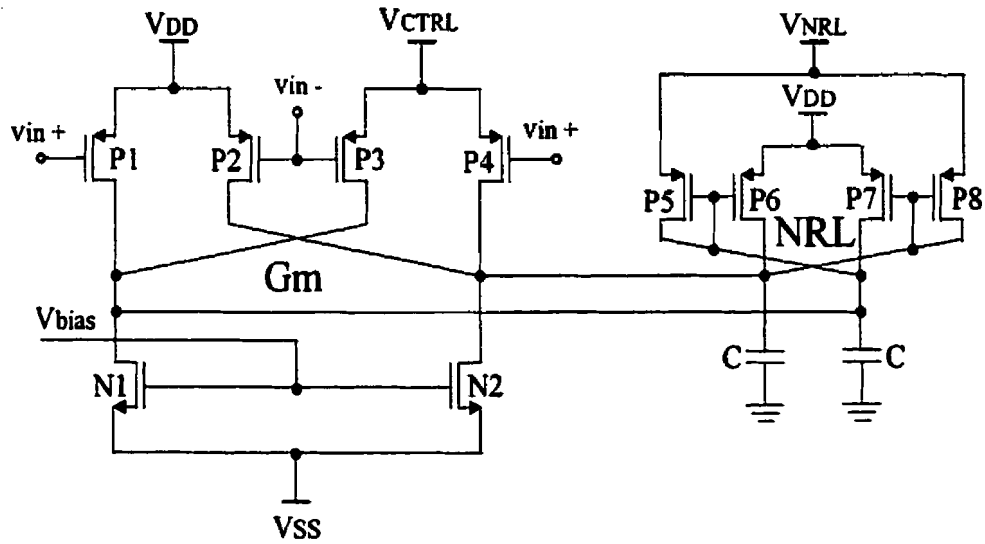 VDD
VCTRL
VNRL
VDD
vin +
vin -
vin +
P1
P2
P3
P4
P5
P6
P7
P8
NRL
Gm
Vbias
C
C
N1
N2
VSS